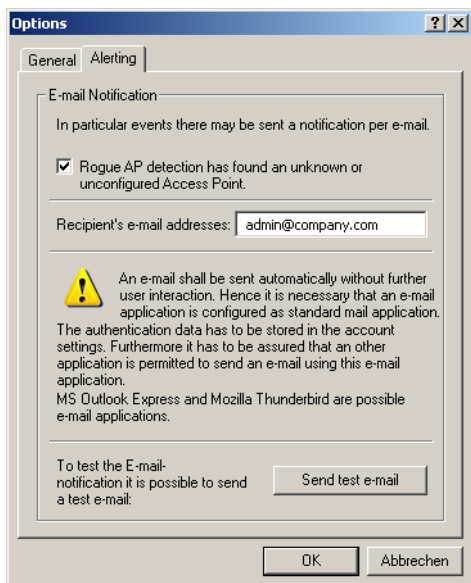 Options
General Alerting
E-mail Notification
In particular events there may be sent a notification per e-mail.
Rogue AP detection has found an unknown or
unconfigured Access Point.
Recipient's e-mail addresses: admin@company.com
An e-mail shall be sent automatically without further
user interaction. Hence it is necessary that an e-mail
application is configured as standard mail application.
The authentication data has to be stored in the account
settings. Furthermore it has to be assured that an other
application is permitted to send an e-mail using this e-mail
application.
MS Outlook Express and Mozilla Thunderbird are possible
e-mail applications.
To test the E-mail-
notification it is possible to send
a test e-mail:
Send test e-mail
OK Abbrechen